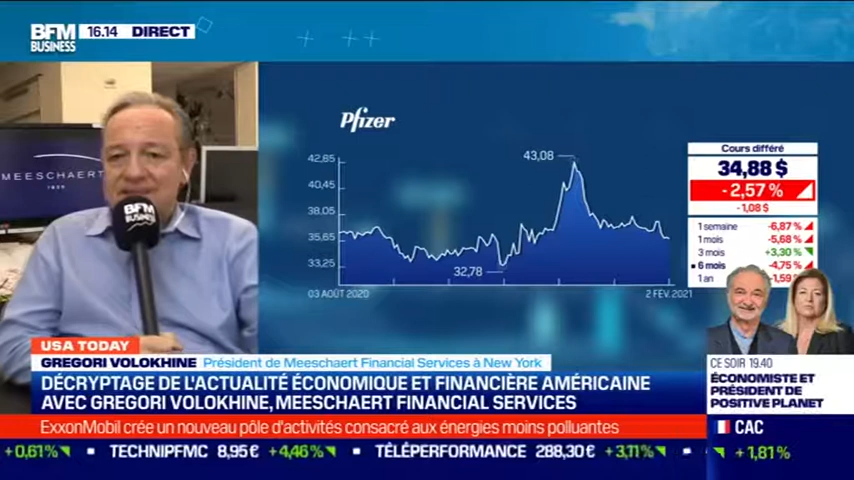 BFM
BUSINESS
16.14 DIRECT
MEESCHAERT
BFM
BUSINESS
Pfizer
42,85
40,45
38,05
35,65
33,25
43,08
32,78
03 AOUT 2020
2 FEV. 2021
Cours différé
34,88 $
-2,57 %
-1,08 $
1 semaine -6,87 %
1 mois -5,68 %
3 mois +3,30 %
6 mois -4,75 %
1 an -1,59
USA TODAY
GREGORI VOLOKHINE Président de Meeschaert Financial Services à New York
DÉCRYPTAGE DE L'ACTUALITÉ ÉCONOMIQUE ET FINANCIÈRE AMÉRICAINE
AVEC GREGORI VOLOKHINE, MEESCHAERT FINANCIAL SERVICES
ExxonMobil crée un nouveau pôle d'activités consacré aux énergies moins polluantes
CE SOIR 19.40
ÉCONOMISTE ET
PRÉSIDENT DE
POSITIVE PLANET
CAC
+1,81%
+0,61% TECHNIPFMC 8,95€ +4,46% TÉLÉPERFORMANCE 288,30€ +3,11%